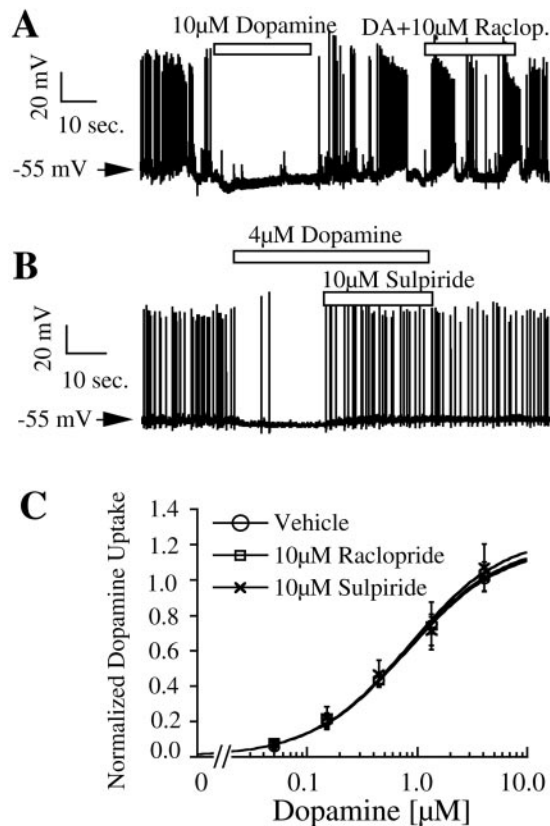 A
10µM Dopamine
DA+10µM Raclop.
20 mV
10 sec.
-55 mV
B
4µM Dopamine
10µM Sulpiride
20 mV
10 sec.
-55 mV
C
Normalized Dopamine Uptake
1.4
1.2
1.0
0.8
0.6
0.4
0.2
0.0
Vehicle
10µM Raclopride
10µM Sulpiride
0
0.1
1.0
10.0
Dopamine [µM]